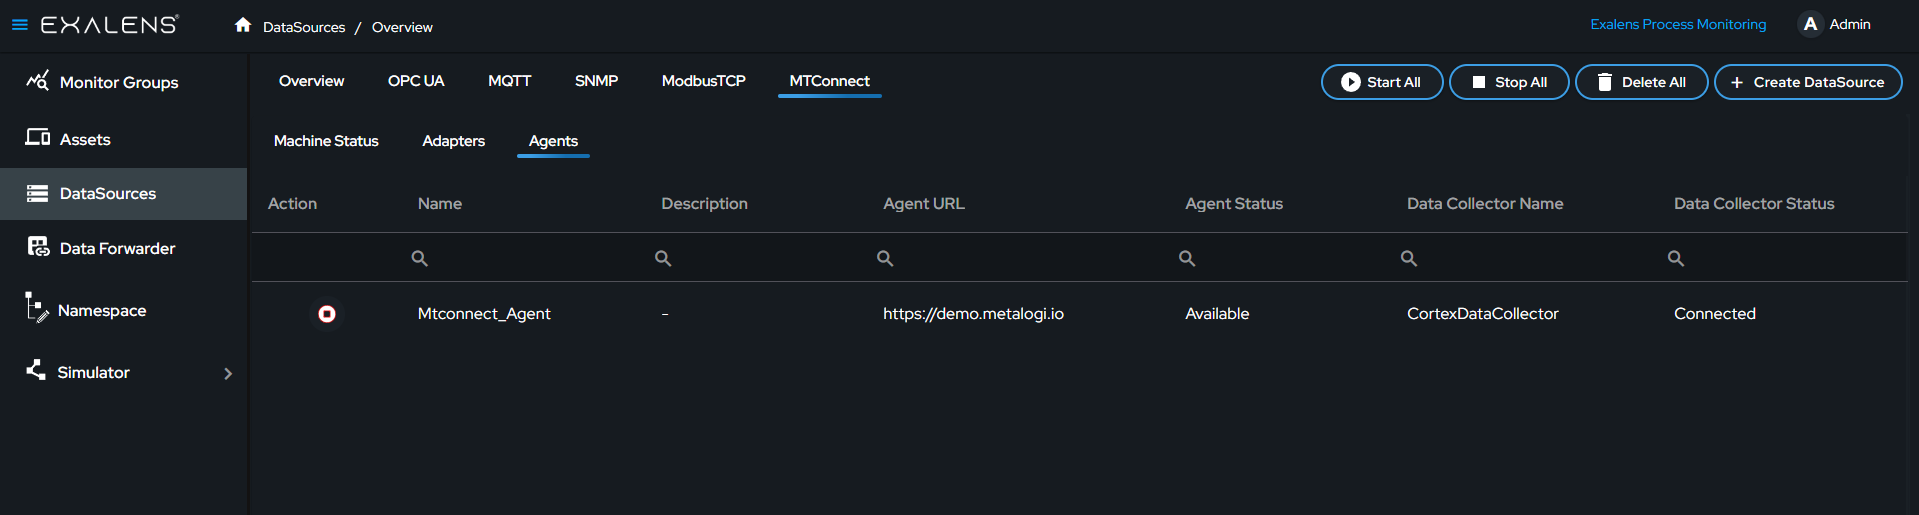 EXALENS®
DataSources / Overview
Exalens Process Monitoring
A Admin
Monitor Groups
Assets
DataSources
Data Forwarder
Namespace
Simulator
Overview OPC UA MQTT SNMP ModbusTCP MTConnect
Start All Stop All Delete All + Create DataSource
Machine Status Adapters Agents
Action Name Description Agent URL Agent Status Data Collector Name Data Collector Status
Mtconnect_Agent - https://demo.metalogi.io Available CortexDataCollector Connected